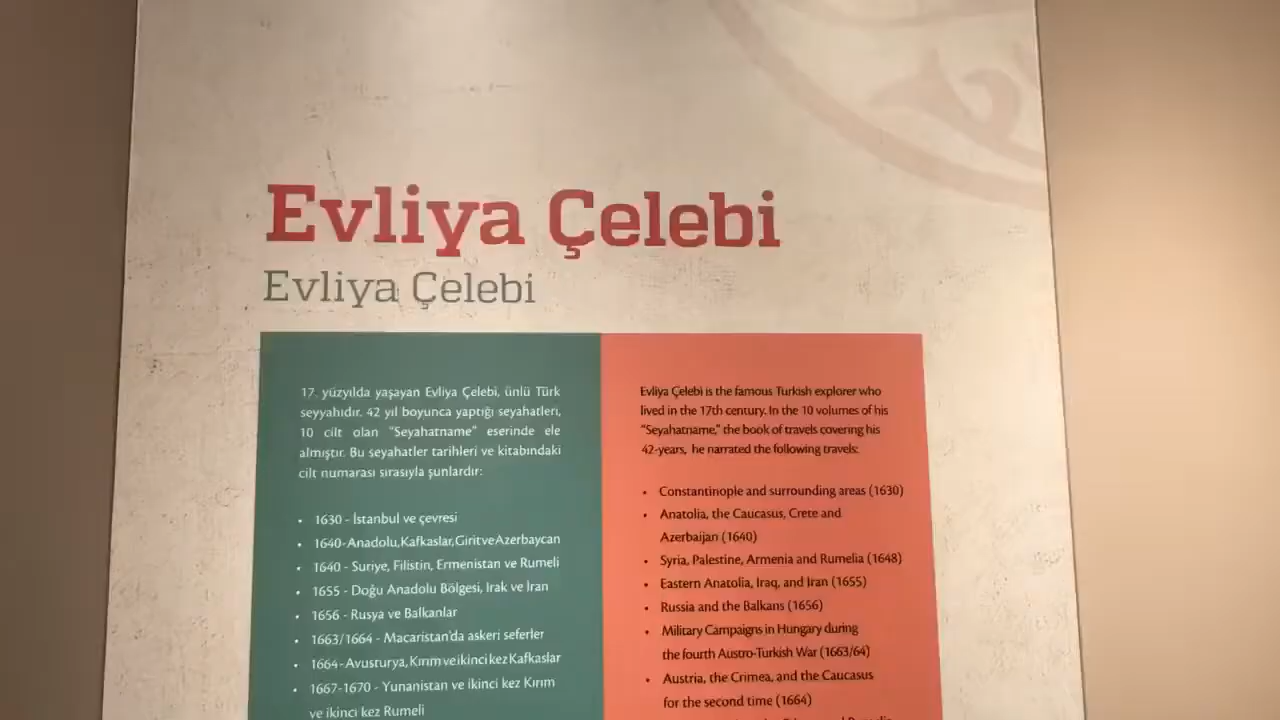 Evliya Çelebi
Evliya Çelebi
17. yüzyılda yaşayan Evliya Çelebi, ünlü Türk
seyyahıdır. 42 yıl boyunca yaptığı seyahatleri,
10 cilt olan "Seyahatname" eserinde ele
almıştır. Bu seyahatler tarihleri ve kitabındaki
cilt numarası sırasıyla şunlardır:
• 1630 - İstanbul ve çevresi
• 1640-Anadolu,Kafkaslar,GiritveAzerbaycan
• 1640 - Suriye, Filistin, Ermenistan ve Rumeli
• 1655 - Doğu Anadolu Bölgesi, Irak ve İran
• 1656 - Rusya ve Balkanlar
• 1663/1664 - Macaristan'da askeri seferler
• 1664-Avusturya,KırımveikincikezKafkaslar
• 1667-1670 - Yunanistan ve ikinci kez Kırım
ve ikinci kez Rumeli
Evliya Çelebi is the famous Turkish explorer who
lived in the 17th century. In the 10 volumes of his
"Seyahatname," the book of travels covering his
42-years, he narrated the following travels:
• Constantinople and surrounding areas (1630)
• Anatolia, the Caucasus, Crete and
Azerbaijan (1640)
• Syria, Palestine, Armenia and Rumelia (1648)
• Eastern Anatolia, Iraq, and Iran (1655)
• Russia and the Balkans (1656)
• Military Campaigns in Hungary during
the fourth Austro-Turkish War (1663/64)
• Austria, the Crimea, and the Caucasus
for the second time (1664)